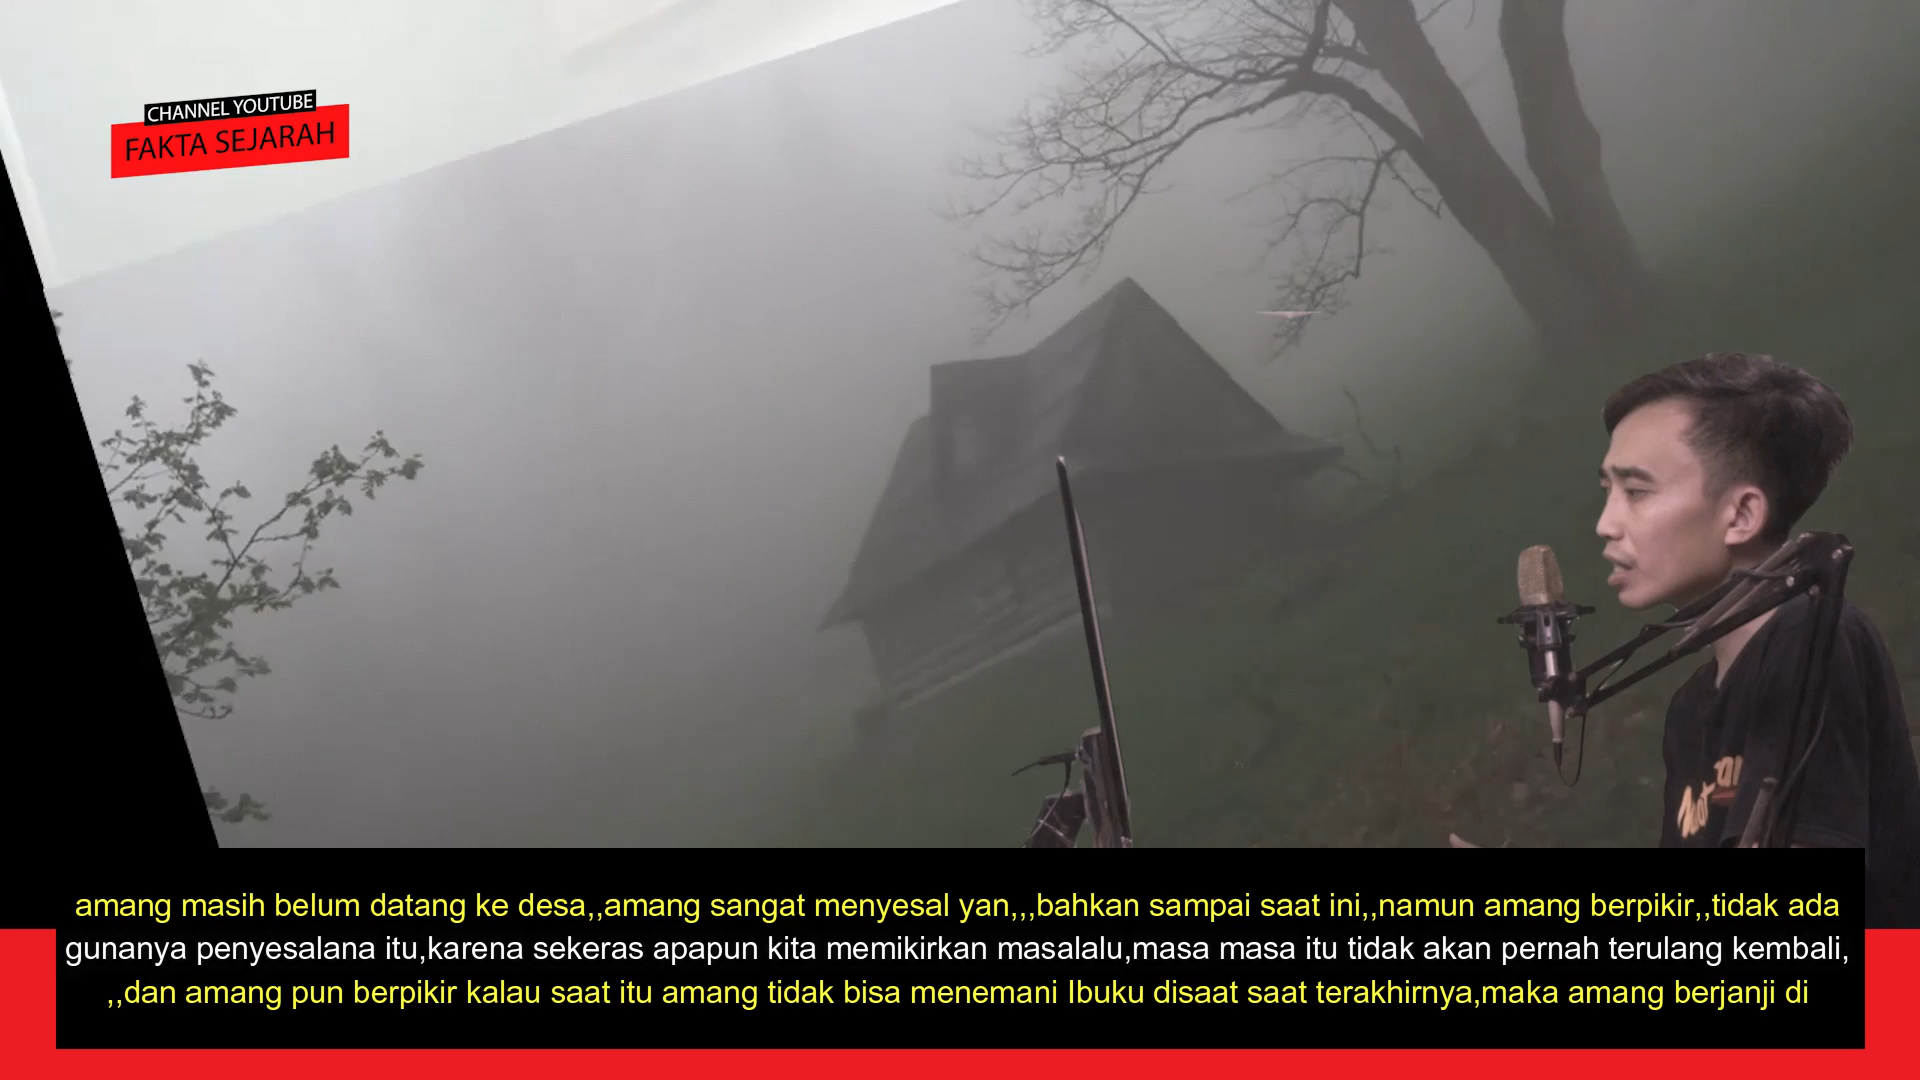 CHANNEL YOUTUBE
FAKTA SEJARAH
amang masih belum datang ke desa,,amang sangat menyesal yan,,,bahkan sampai saat ini,,namun amang berpikir,,tidak ada
gunanya penyesalana itu,karena sekeras apapun kita memikirkan masalalu,masa masa itu tidak akan pernah terulang kembali,
,,dan amang pun berpikir kalau saat itu amang tidak bisa menemani Ibuku disaat saat terakhirnya,maka amang berjanji di